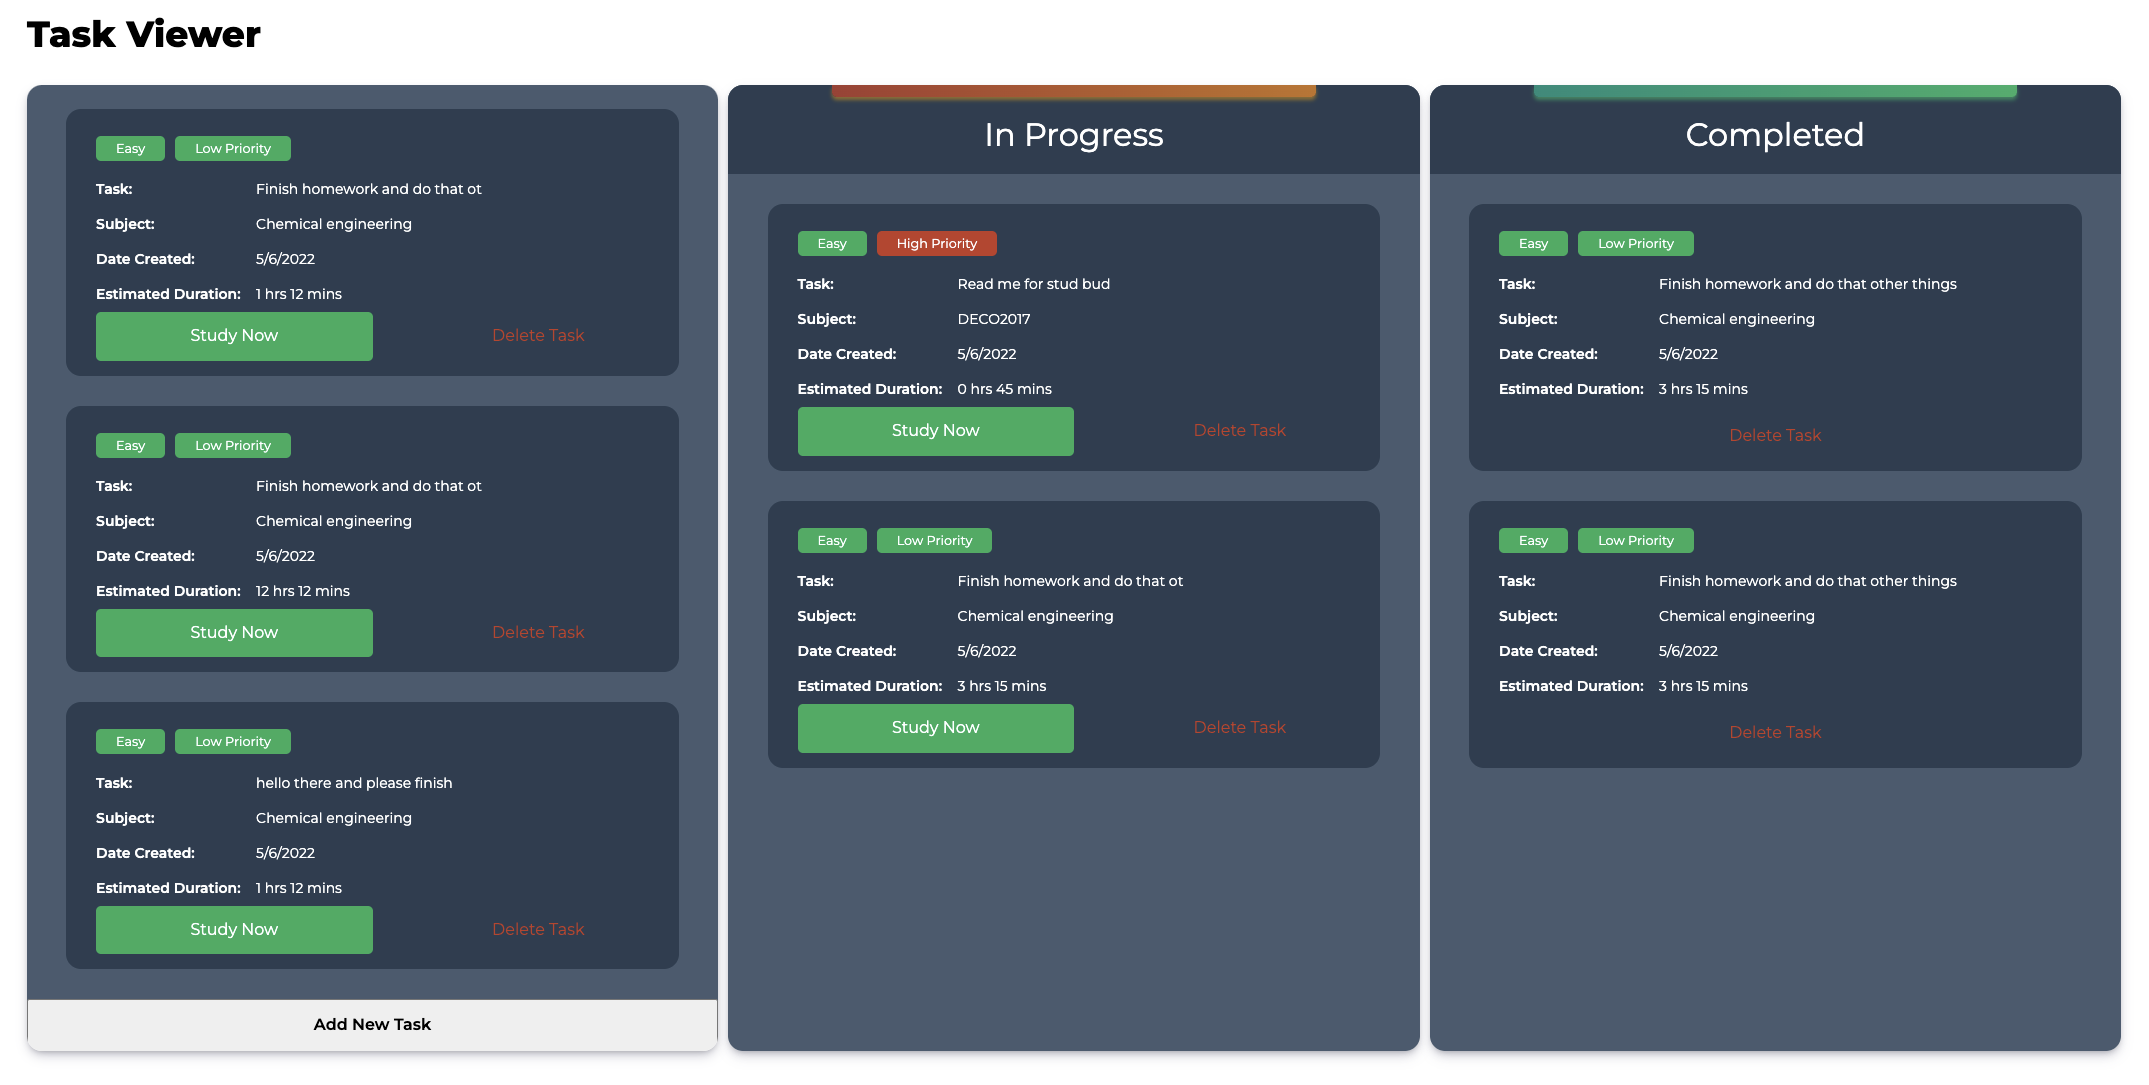 Task Viewer
Easy Low Priority
Task: Finish homework and do that ot
Subject: Chemical engineering
Date Created: 5/6/2022
Estimated Duration: 1 hrs 12 mins
Study Now Delete Task
Easy Low Priority
Task: Finish homework and do that ot
Subject: Chemical engineering
Date Created: 5/6/2022
Estimated Duration: 12 hrs 12 mins
Study Now Delete Task
Easy Low Priority
Task: hello there and please finish
Subject: Chemical engineering
Date Created: 5/6/2022
Estimated Duration: 1 hrs 12 mins
Study Now Delete Task
Add New Task
In Progress
Easy High Priority
Task: Read me for stud bud
Subject: DECO2017
Date Created: 5/6/2022
Estimated Duration: 0 hrs 45 mins
Study Now Delete Task
Easy Low Priority
Task: Finish homework and do that ot
Subject: Chemical engineering
Date Created: 5/6/2022
Estimated Duration: 3 hrs 15 mins
Study Now Delete Task
Completed
Easy Low Priority
Task: Finish homework and do that other things
Subject: Chemical engineering
Date Created: 5/6/2022
Estimated Duration: 3 hrs 15 mins
Delete Task
Easy Low Priority
Task: Finish homework and do that other things
Subject: Chemical engineering
Date Created: 5/6/2022
Estimated Duration: 3 hrs 15 mins
Delete Task